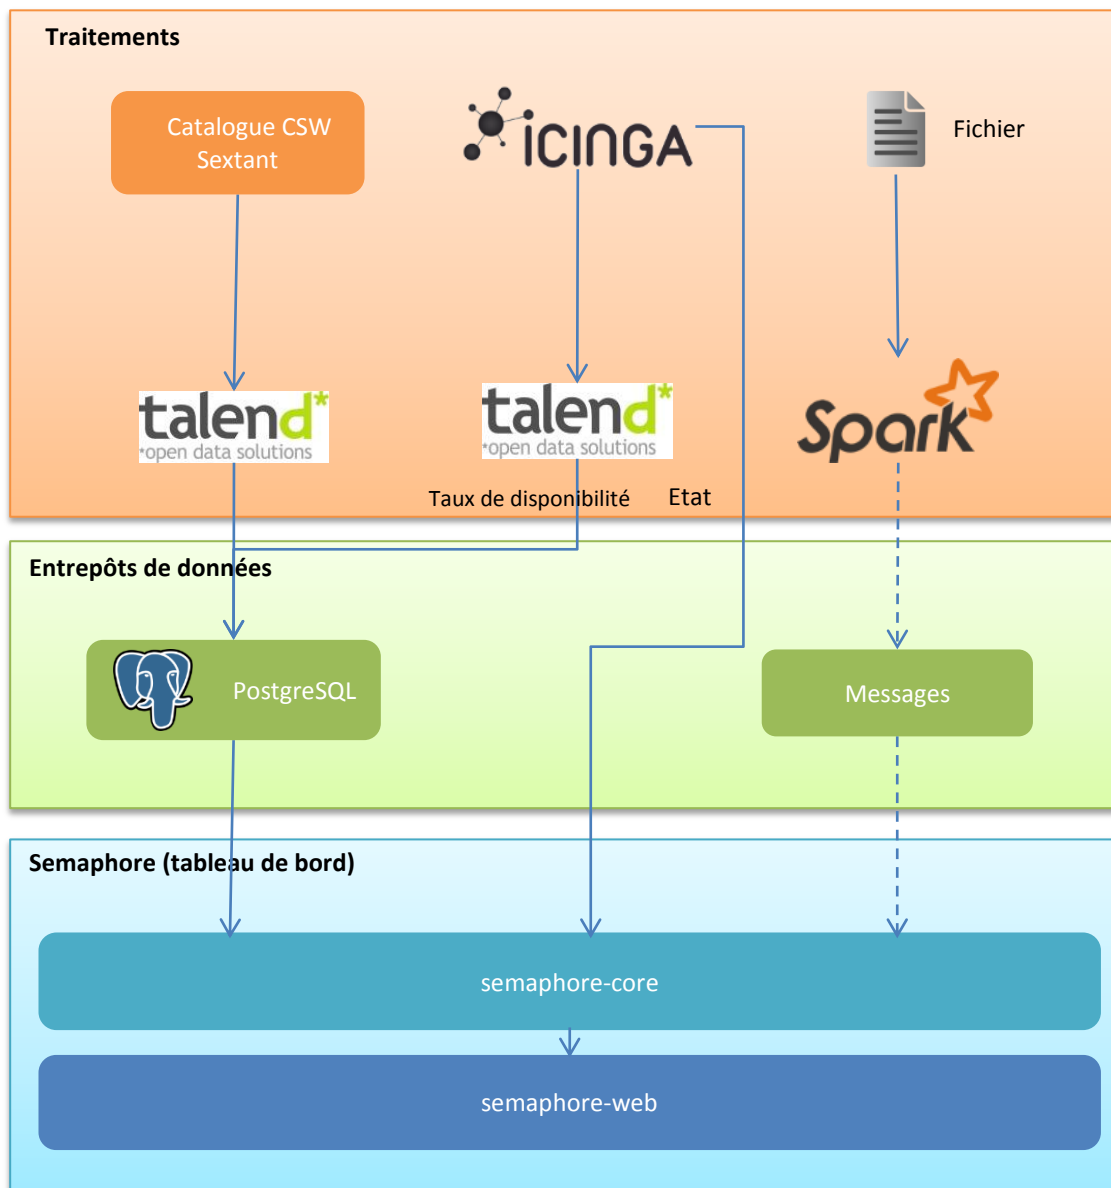 Traitements
Catalogue CSW
Sextant
ICINGA
Fichier
talend*
*open data solutions
talend*
*open data solutions
Spark
Taux de disponibilité
Etat
Entrepôts de données
PostgreSQL
Messages
Semaphore (tableau de bord)
semaphore-core
semaphore-web